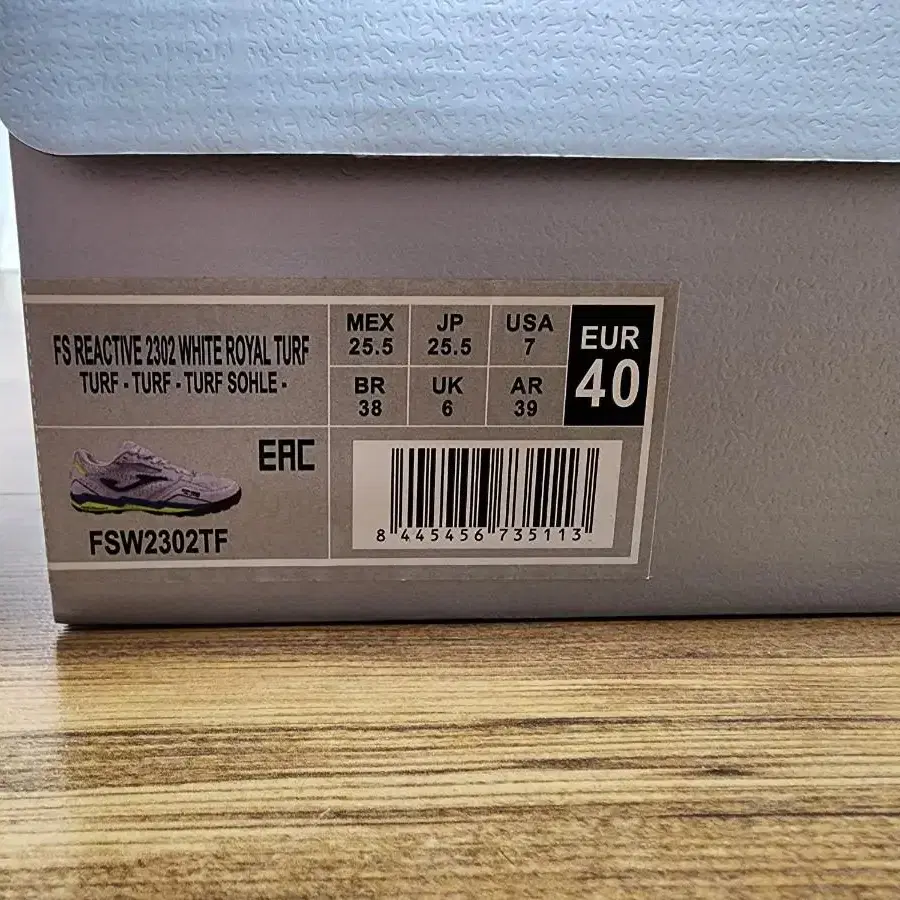 FS REACTIVE 2302 WHITE ROYAL TURF
TURF - TURF - TURF SOHLE -
MEX
25.5
JP
25.5
USA
7
BR
38
UK
6
AR
39
EUR
40
EAC
FSW2302TF
8 445456 735113